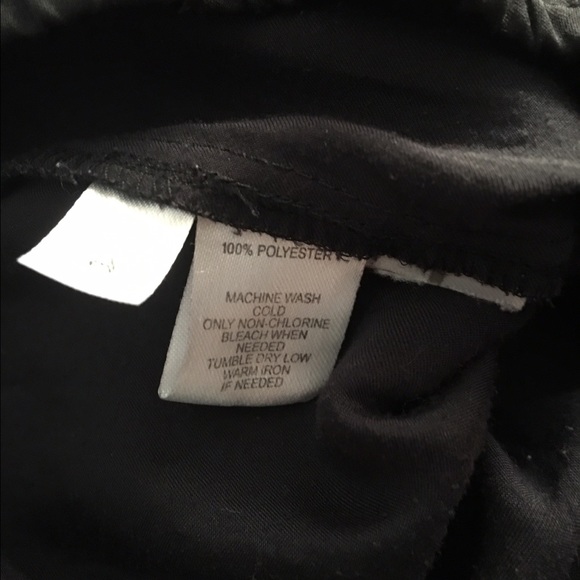 100% POLYESTER
MACHINE WASH
COLD
ONLY NON-CHLORINE
BLEACH WHEN
NEEDED
TUMBLE DRY LOW
WARM IRON
IF NEEDED